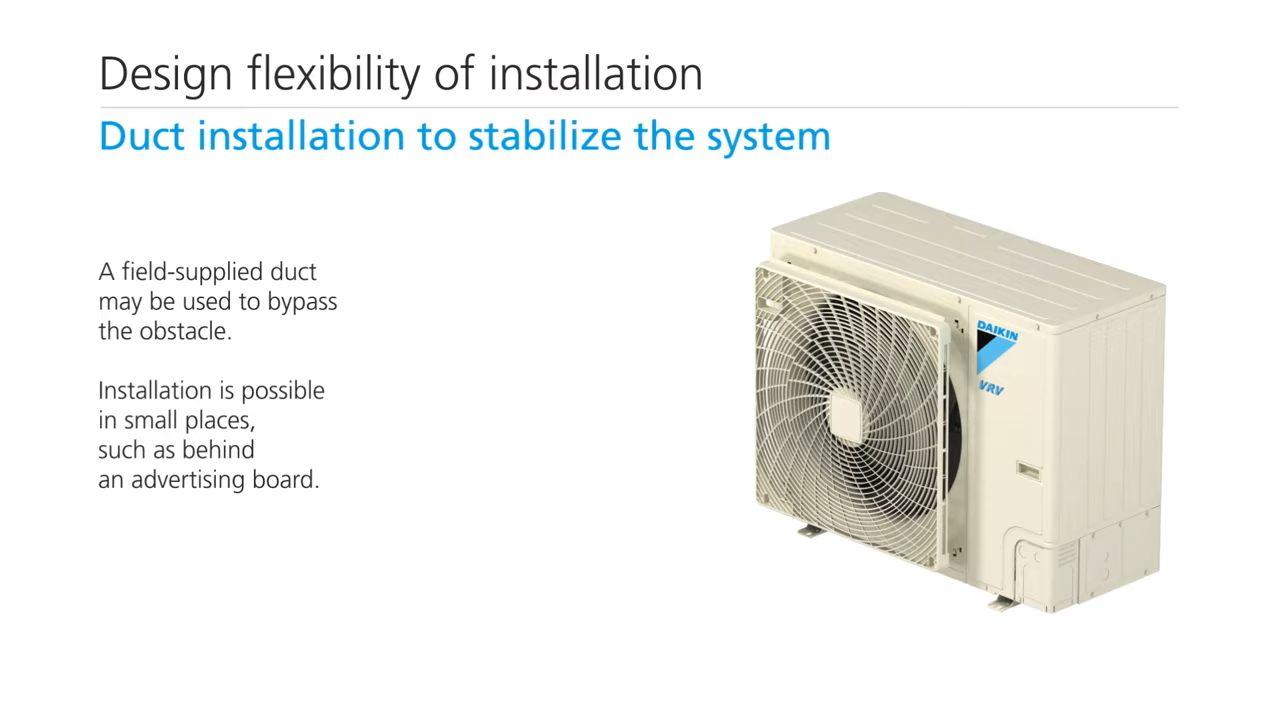 Design flexibility of installation
Duct installation to stabilize the system
A field-supplied duct
may be used to bypass
the obstacle.
Installation is possible
in small places,
such as behind
an advertising board.
DAIKIN
VRV